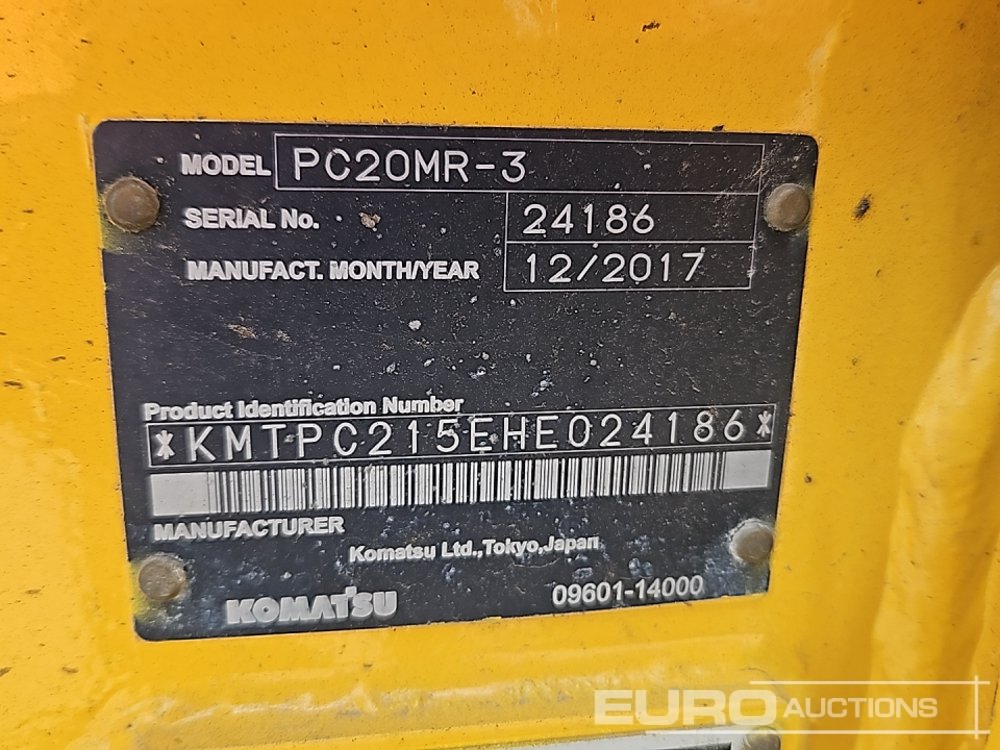 MODEL PC20MR-3
SERIAL No. 24186
MANUFACT. MONTH/YEAR 12/2017
Product Identification Number
*KMTPC215EHE024186*
MANUFACTURER
Komatsu Ltd.,Tokyo,Japan
KOMATSU 09601-14000
EURO AUCTIONS